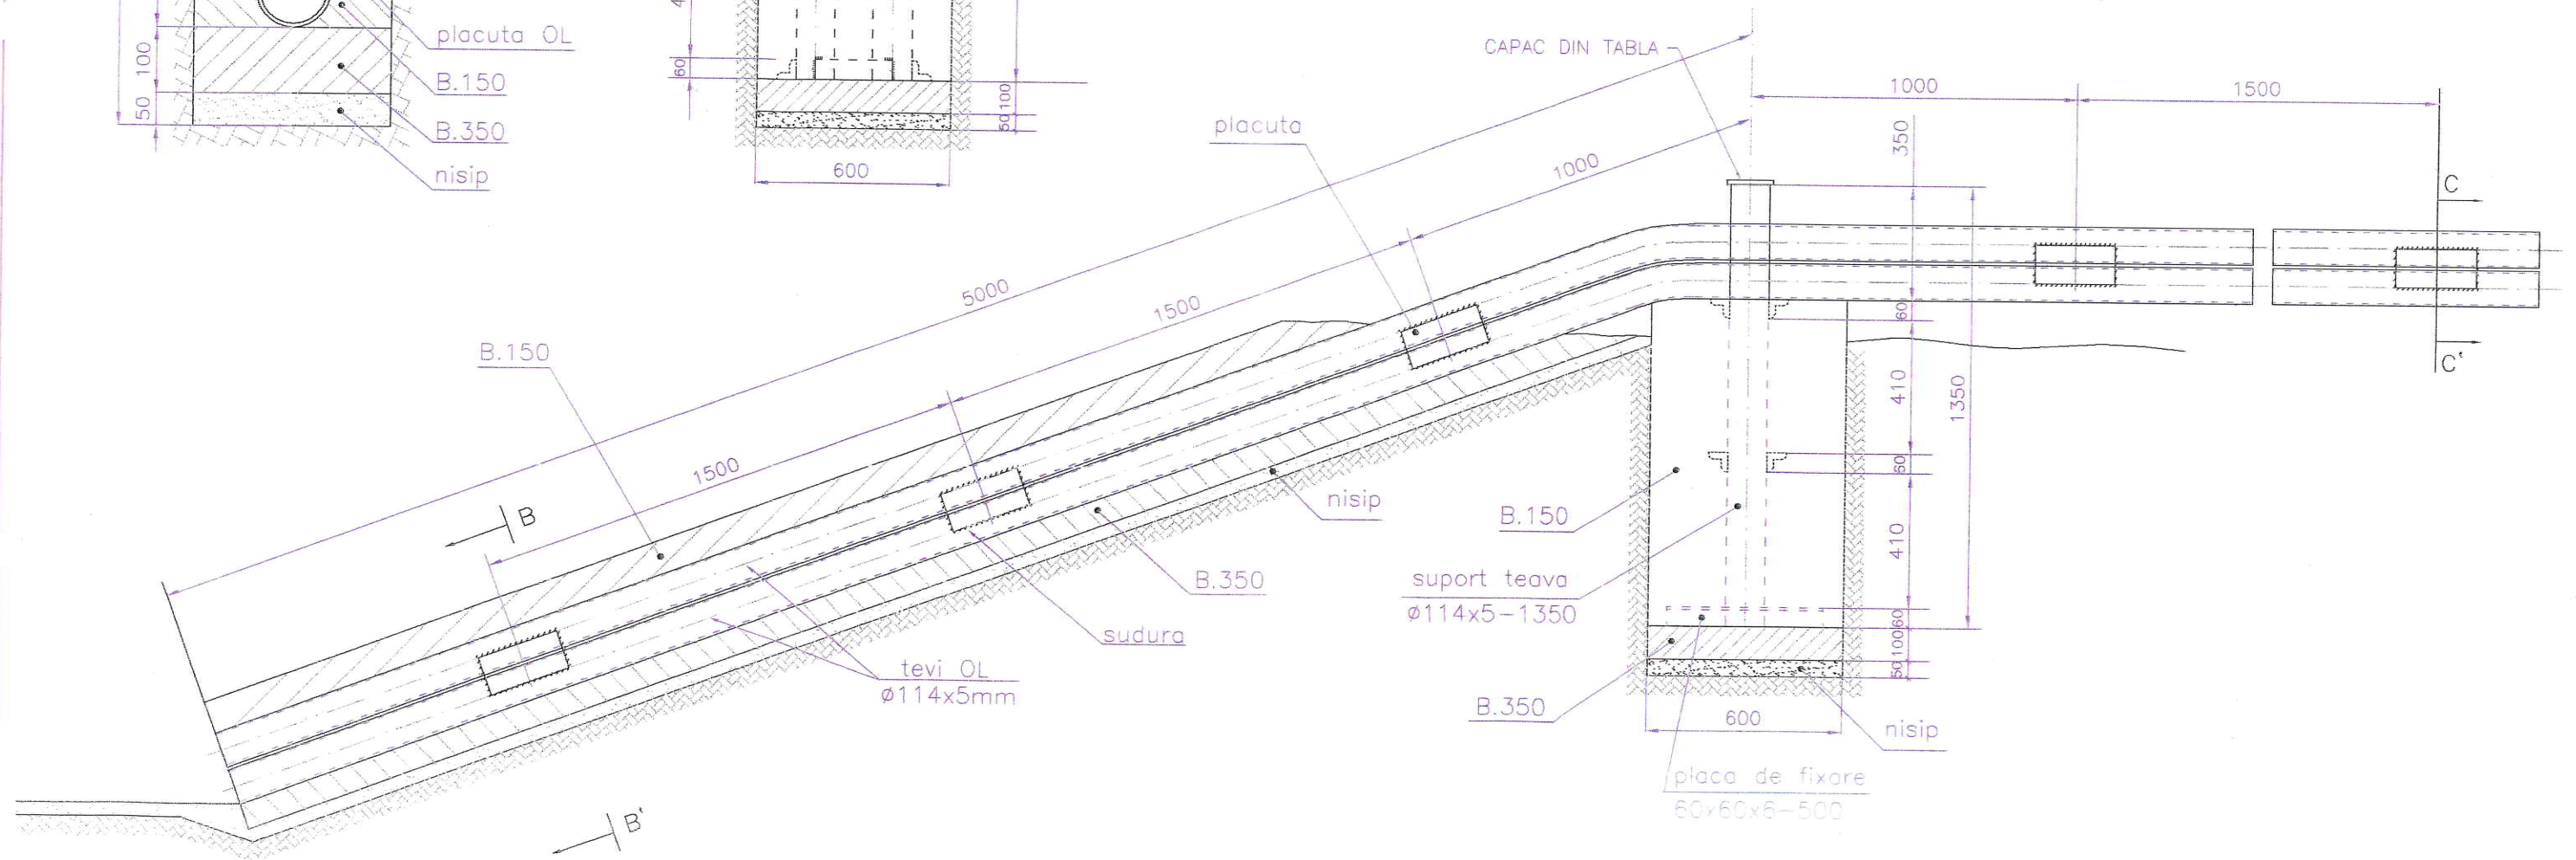 placuta OL
B.150
B.350
nisip
100
50
4
60
100
50
600
CAPAC DIN TABLA
1000
1500
350
placuta
1000
C
5000
1500
60
B.150
C'
410
1350
1500
60
B
nisip
B.150
410
B.350
suport teava
ø114x5-1350
sudura
60
100
50
tevi OL
ø114x5mm
B.350
600
nisip
placa de fixare
60x60x6-500
B'